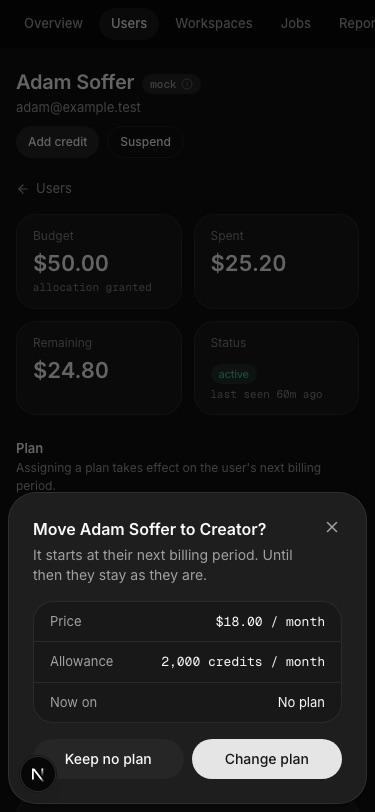 Overview Users Workspaces Jobs Repor
Adam Soffer mock
adam@example.test
Add credit Suspend
← Users
Budget Spent
$50.00 $25.20
allocation granted
Remaining Status
$24.80 active
last seen 60m ago
Plan
Assigning a plan takes effect on the user's next billing
period.
Move Adam Soffer to Creator?
It starts at their next billing period. Until
then they stay as they are.
Price $18.00 / month
Allowance 2,000 credits / month
Now on No plan
Keep no plan Change plan
N